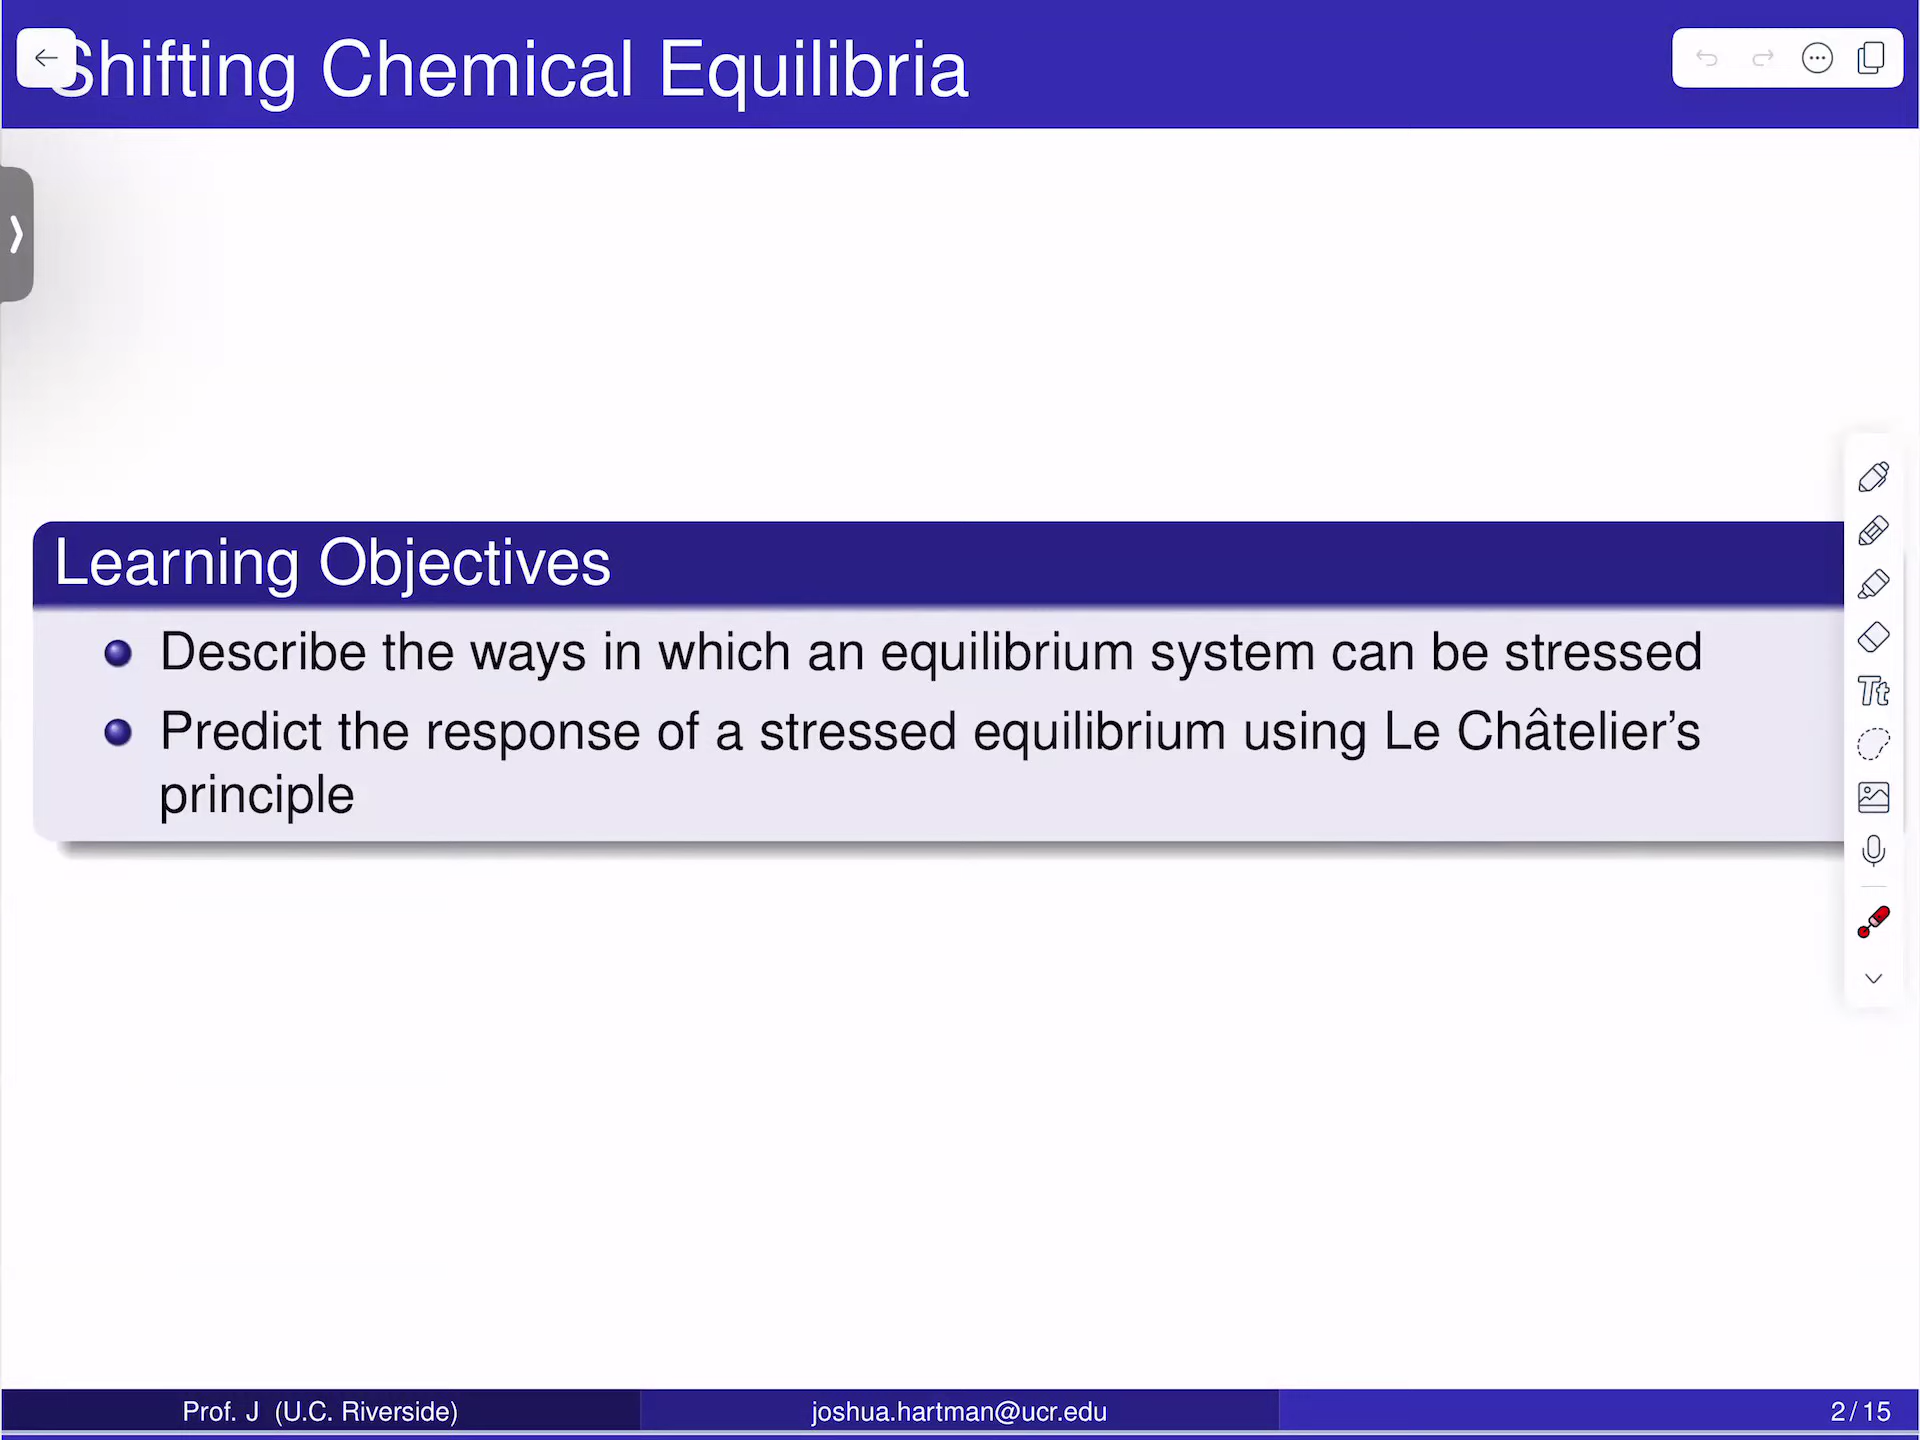 Shifting Chemical Equilibria
Learning Objectives
Describe the ways in which an equilibrium system can be stressed
Predict the response of a stressed equilibrium using Le Châtelier’s
principle
Tt
Prof. J (U.C. Riverside)
joshua.hartman@ucr.edu
2 / 15